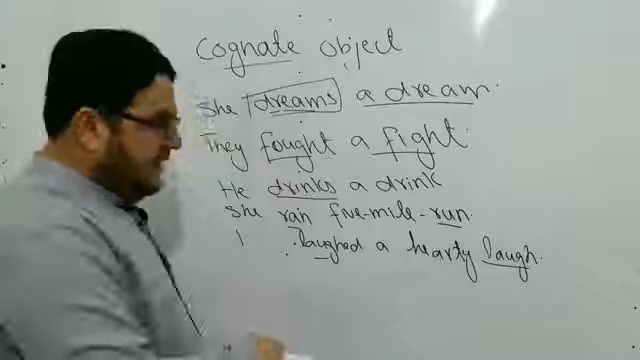 Cognate object
She dreams a dream.
They fought a fight.
He drinks a drink
She ran five-mile-run.
I laughed a hearty laugh.